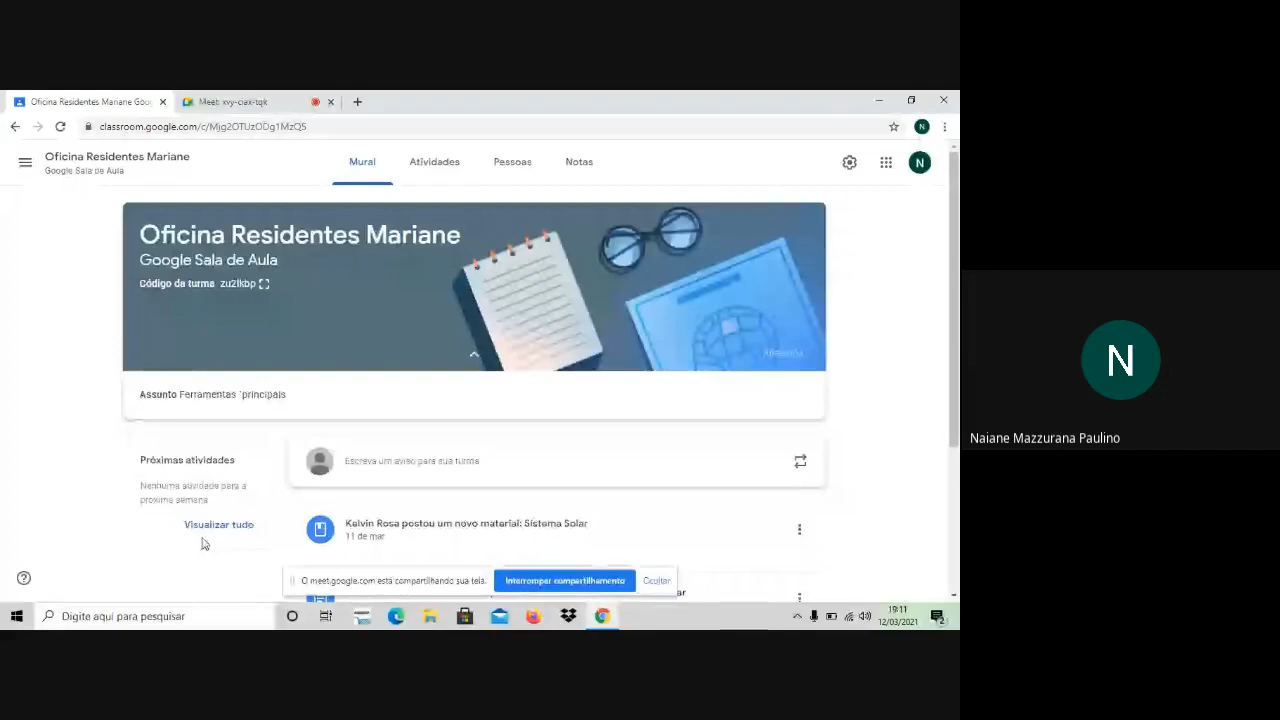 Oficina Residentes Mariane Goo
Meet: xvy-ciax-tqk
classroom.google.com/c/Mjg2OTUzODg1MzQ5
N
Oficina Residentes Mariane
Google Sala de Aula
Mural
Atividades
Pessoas
Notas
N
Oficina Residentes Mariane
Google Sala de Aula
Código da turma zu2lkbp
Assunto Ferramentas `principais
Próximas atividades
Nenhuma atividade para a
próxima semana
Visualizar tudo
Escreva um aviso para sua turma
Kelvin Rosa postou um novo material: Sistema Solar
11 de mar
O meet.google.com está compartilhando sua tela.
Interromper compartilhamento
Ocultar
ar
Digite aqui para pesquisar
19:11
12/03/2021
2
N
Naiane Mazzurana Paulino